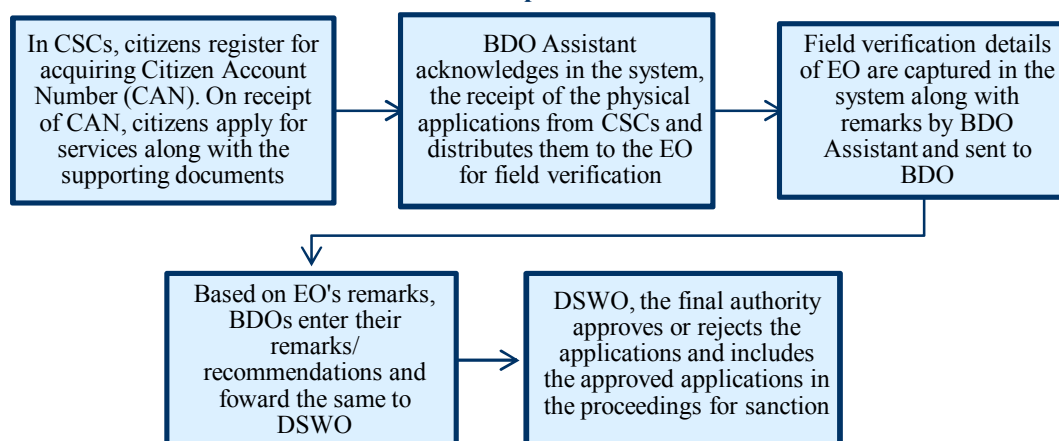 In CSCs, citizens register for
acquiring Citizen Account
Number (CAN). On receipt
of CAN, citizens apply for
services along with the
supporting documents
BDO Assistant
acknowledges in the system,
the receipt of the physical
applications from CSCs and
distributes them to the EO
for field verification
Field verification details
of EO are captured in the
system along with
remarks by BDO
Assistant and sent to
BDO
Based on EO's remarks,
BDOs enter their
remarks/
recommendations and
foward the same to
DSWO
DSWO, the final authority
approves or rejects the
applications and includes
the approved applications in
the proceedings for sanction